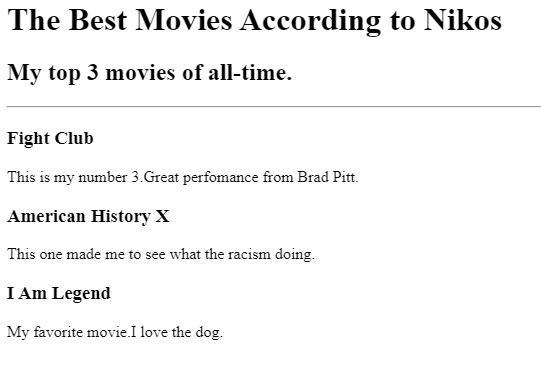 The Best Movies According to Nikos
My top 3 movies of all-time.
Fight Club
This is my number 3.Great perfomance from Brad Pitt.
American History X
This one made me to see what the racism doing.
I Am Legend
My favorite movie.I love the dog.